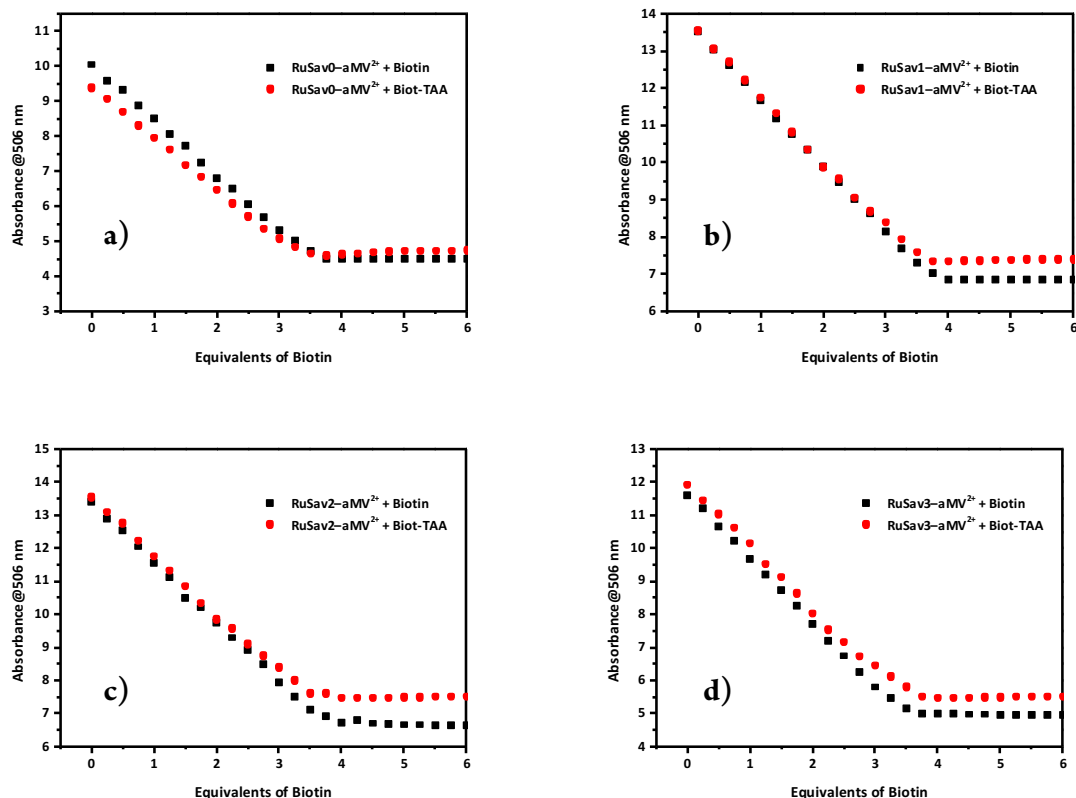 RuSav0–aMV²⁺ + Biotin
RuSav0–aMV²⁺ + Biot-TAA
Absorbance@506 nm
10
9
8
7
6
5
4
3
a)
0 1 2 3 4 5 6
Equivalents of Biotin
RuSav1–aMV²⁺ + Biotin
RuSav1–aMV²⁺ + Biot-TAA
Absorbance@506 nm
14
13
12
11
10
9
8
7
6
b)
0 1 2 3 4 5 6
Equivalents of Biotin
RuSav2–aMV²⁺ + Biotin
RuSav2–aMV²⁺ + Biot-TAA
Absorbance@506 nm
15
14
13
12
11
10
9
8
7
6
c)
0 1 2 3 4 5 6
Equivalents of Biotin
RuSav3–aMV²⁺ + Biotin
RuSav3–aMV²⁺ + Biot-TAA
Absorbance@506 nm
12
11
10
9
8
7
6
5
4
13
d)
0 1 2 3 4 5 6
Equivalents of Biotin